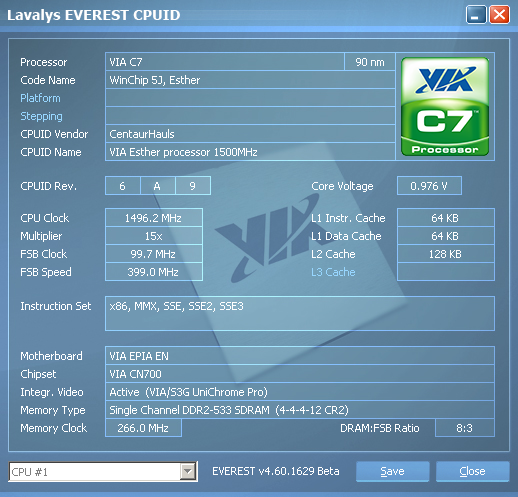 Lavalys EVEREST CPUID
Processor VIA C7 90 nm
Code Name WinChip 5J, Esther
Platform
Stepping
CPUID Vendor CentaurHauls
CPUID Name VIA Esther processor 1500MHz
VIA
C7
Processor
CPUID Rev. 6 A 9 Core Voltage 0.976 V
CPU Clock 1496.2 MHz L1 Instr. Cache 64 KB
Multiplier 15x L1 Data Cache 64 KB
FSB Clock 99.7 MHz L2 Cache 128 KB
FSB Speed 399.0 MHz L3 Cache
VIA
Instruction Set x86, MMX, SSE, SSE2, SSE3
Motherboard VIA EPIA EN
Chipset VIA CN700
Integr. Video Active (VIA/S3G UniChrome Pro)
Memory Type Single Channel DDR2-533 SDRAM (4-4-4-12 CR2)
Memory Clock 266.0 MHz DRAM:FSB Ratio 8:3
CPU #1 EVEREST v4.60.1629 Beta Save Close